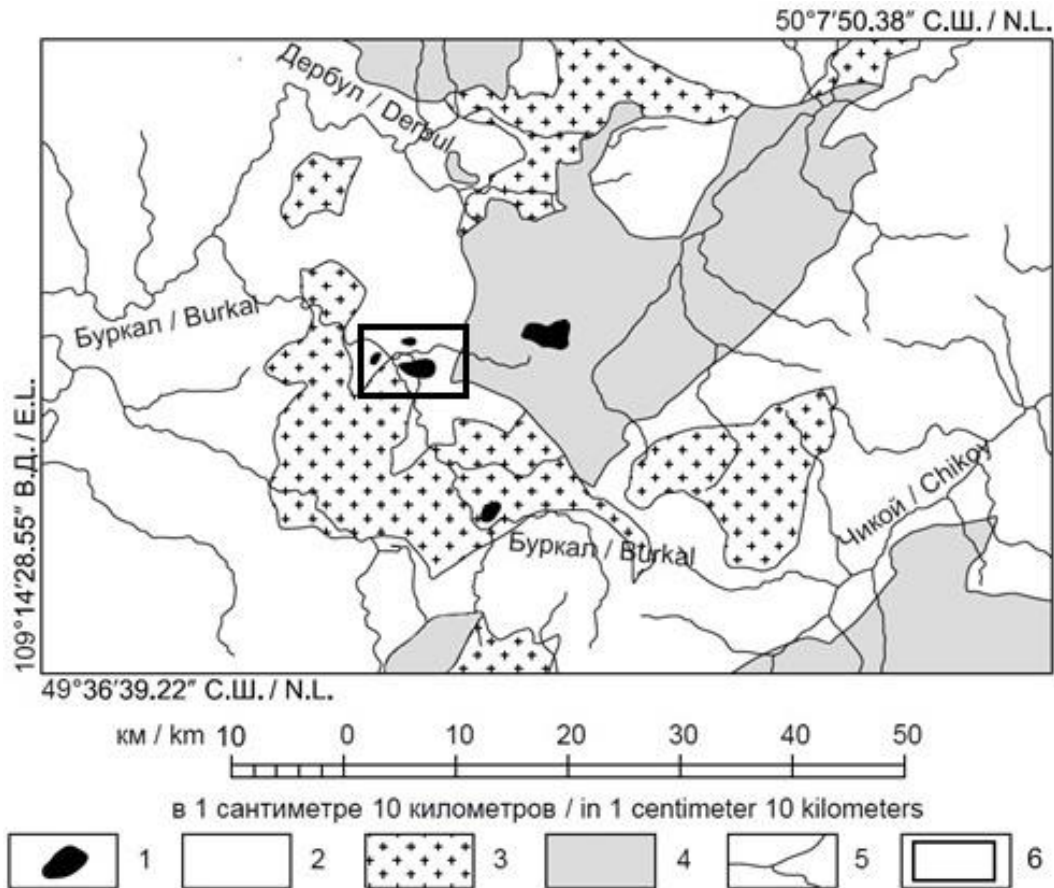 50°7′50.38″ С.Ш. / N.L.
Дербул / Derbul
Буркал / Burkal
109°14′28.55″ В.Д. / E.L.
Чикой / Chikoy
Буркал / Burkal
49°36′39.22″ С.Ш. / N.L.
км / km 10 0 10 20 30 40 50
в 1 сантиметре 10 километров / in 1 centimeter 10 kilometers
1 2 3 4 5 6